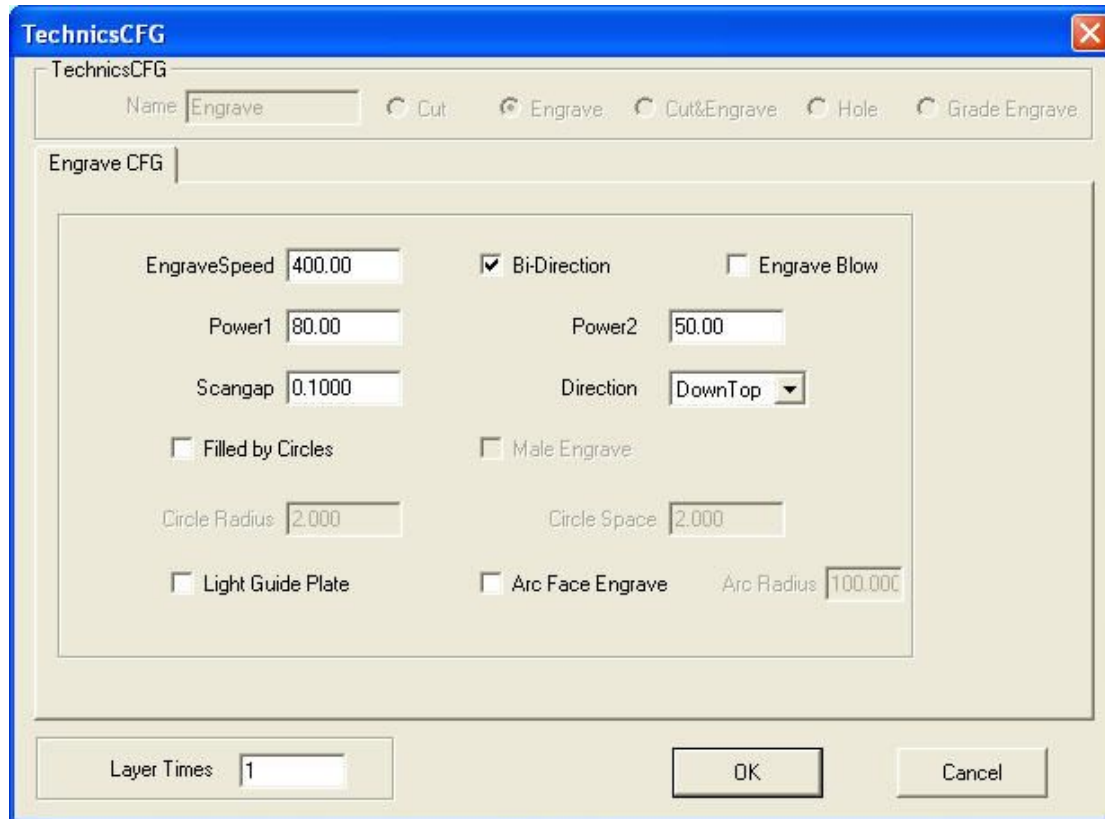 TechnicsCFG
TechnicsCFG
Name Engrave Cut Engrave Cut&Engrave Hole Grade Engrave
Engrave CFG
EngraveSpeed 400.00 Bi-Direction Engrave Blow
Power1 80.00 Power2 50.00
Scangap 0.1000 Direction DownTop
Filled by Circles Male Engrave
Circle Radius 2.000 Circle Space 2.000
Light Guide Plate Arc Face Engrave Arc Radius 100.000
Layer Times 1 OK Cancel